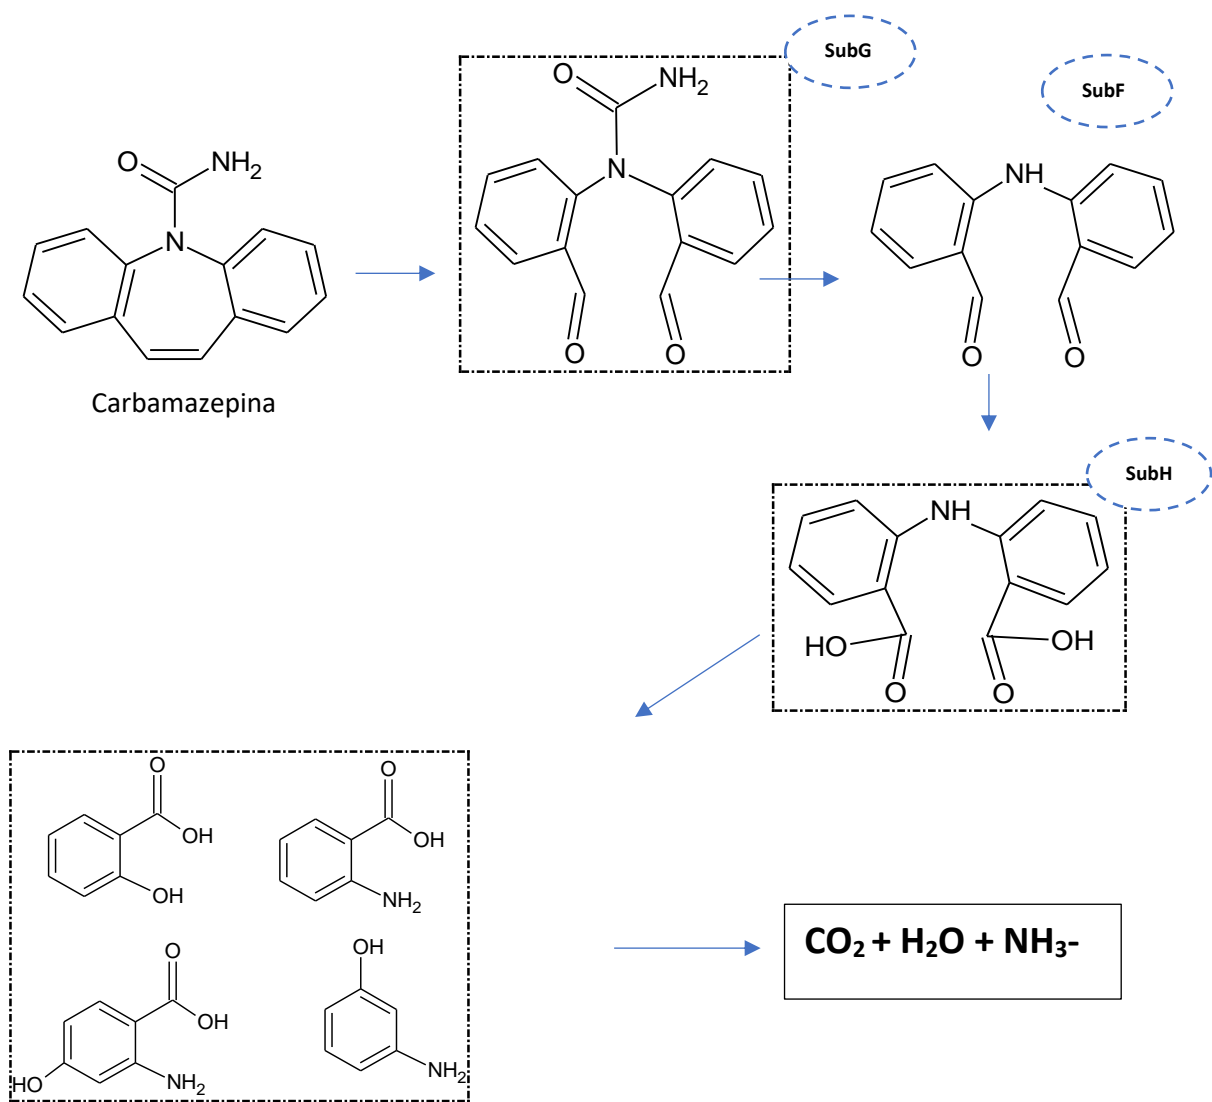 SubG
SubF
O
NH₂
NH
N
O
NH₂
N
O
O
O
O
Carbamazepina
SubH
NH
HO
OH
O
O
O
OH
OH
O
OH
NH₂
O
OH
HO
NH₂
OH
NH₂
CO₂ + H₂O + NH₃-